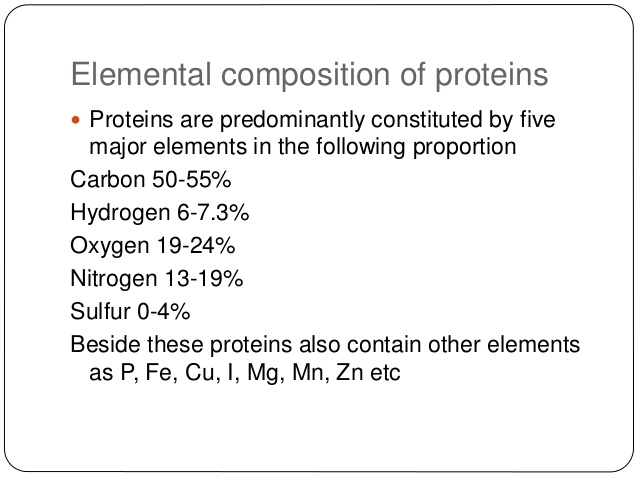 Elemental composition of proteins
• Proteins are predominantly constituted by five
major elements in the following proportion
Carbon 50-55%
Hydrogen 6-7.3%
Oxygen 19-24%
Nitrogen 13-19%
Sulfur 0-4%
Beside these proteins also contain other elements
as P, Fe, Cu, I, Mg, Mn, Zn etc